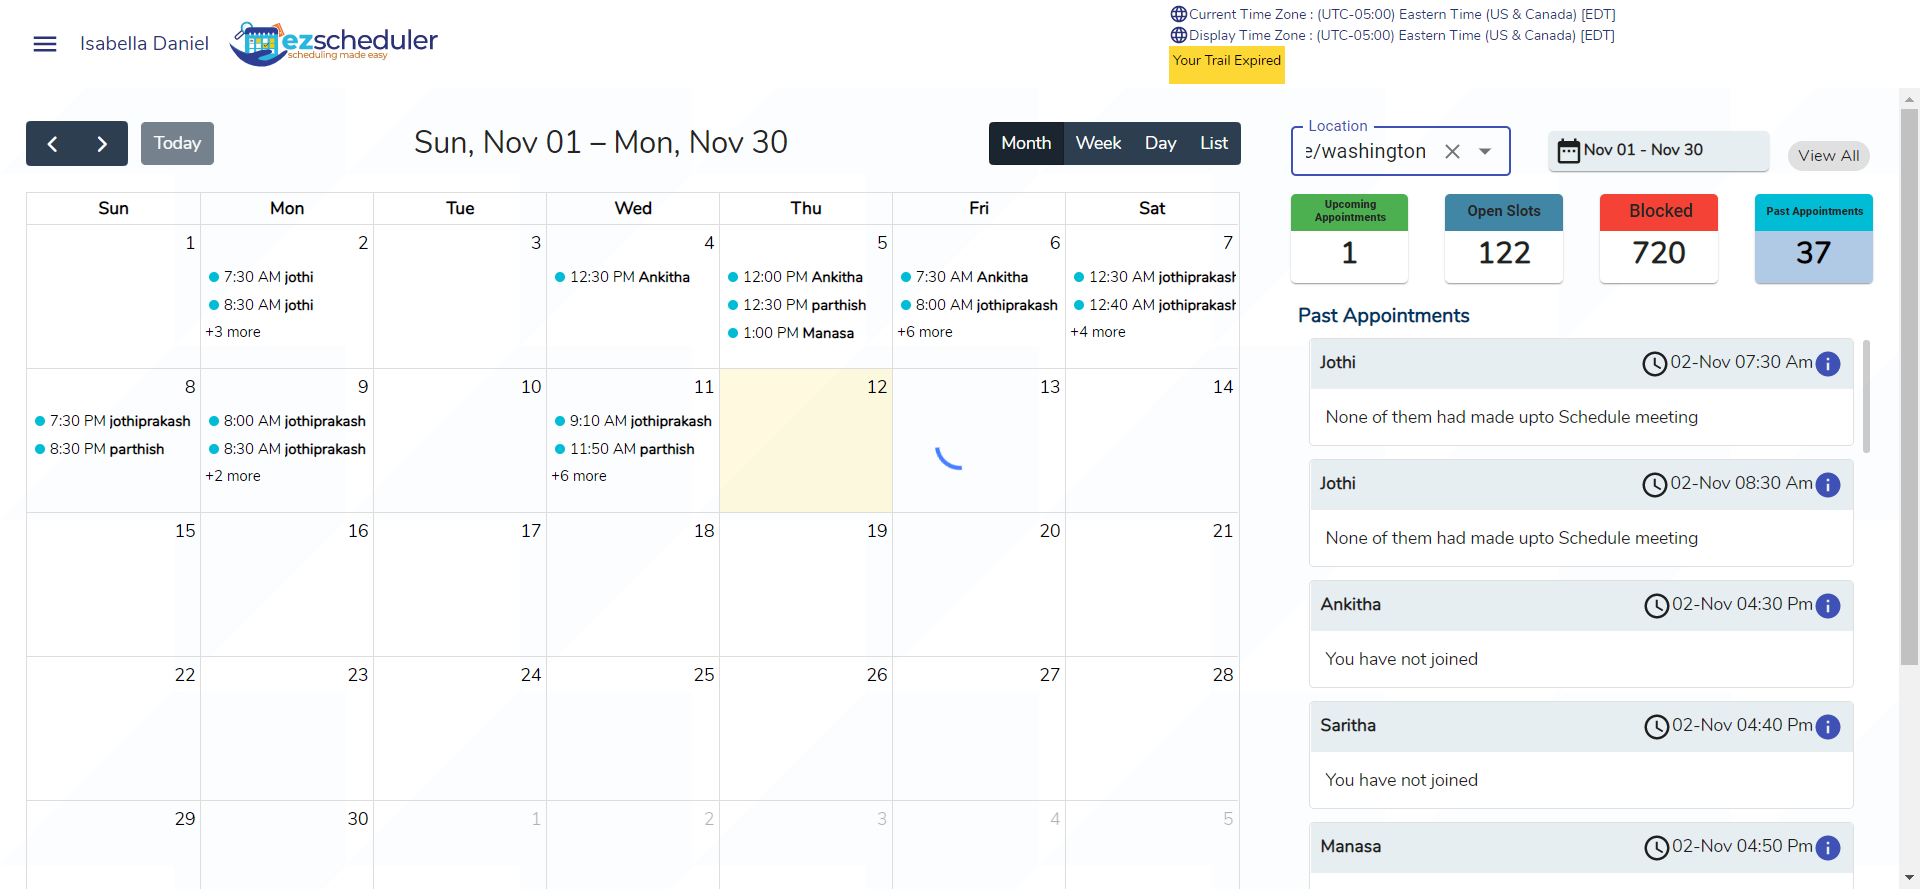 Isabella Daniel
ezscheduler
scheduling made easy
Current Time Zone : (UTC-05:00) Eastern Time (US & Canada) [EDT]
Display Time Zone : (UTC-05:00) Eastern Time (US & Canada) [EDT]
Your Trail Expired
Today
Sun, Nov 01 – Mon, Nov 30
Month Week Day List
Sun Mon Tue Wed Thu Fri Sat
1 2 3 4 5 6 7
7:30 AM jothi
8:30 AM jothi
+3 more
12:30 PM Ankitha
12:00 PM Ankitha
12:30 PM parthish
1:00 PM Manasa
7:30 AM Ankitha
8:00 AM jothiprakash
+6 more
12:30 AM jothiprakash
12:40 AM jothiprakash
+4 more
8 9 10 11 12 13 14
7:30 PM jothiprakash
8:30 PM parthish
8:00 AM jothiprakash
8:30 AM jothiprakash
+2 more
9:10 AM jothiprakash
11:50 AM parthish
+6 more
15 16 17 18 19 20 21
22 23 24 25 26 27 28
29 30 1 2 3 4 5
Location
e/washington
Nov 01 - Nov 30
View All
Upcoming
Appointments
1
Open Slots
122
Blocked
720
Past Appointments
37
Past Appointments
Jothi 02-Nov 07:30 Am
None of them had made upto Schedule meeting
Jothi 02-Nov 08:30 Am
None of them had made upto Schedule meeting
Ankitha 02-Nov 04:30 Pm
You have not joined
Saritha 02-Nov 04:40 Pm
You have not joined
Manasa 02-Nov 04:50 Pm